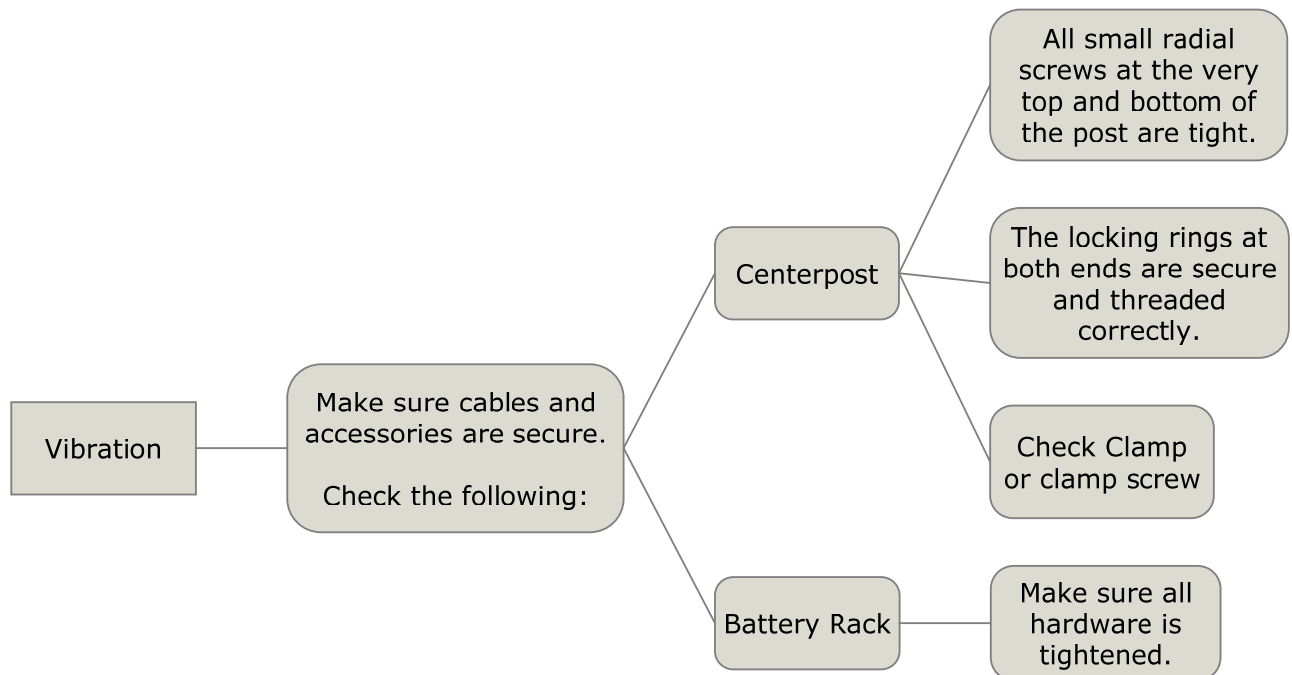 Vibration
Make sure cables and
accessories are secure.
Check the following:
Centerpost
All small radial
screws at the very
top and bottom of
the post are tight.
The locking rings at
both ends are secure
and threaded
correctly.
Check Clamp
or clamp screw
Battery Rack
Make sure all
hardware is
tightened.